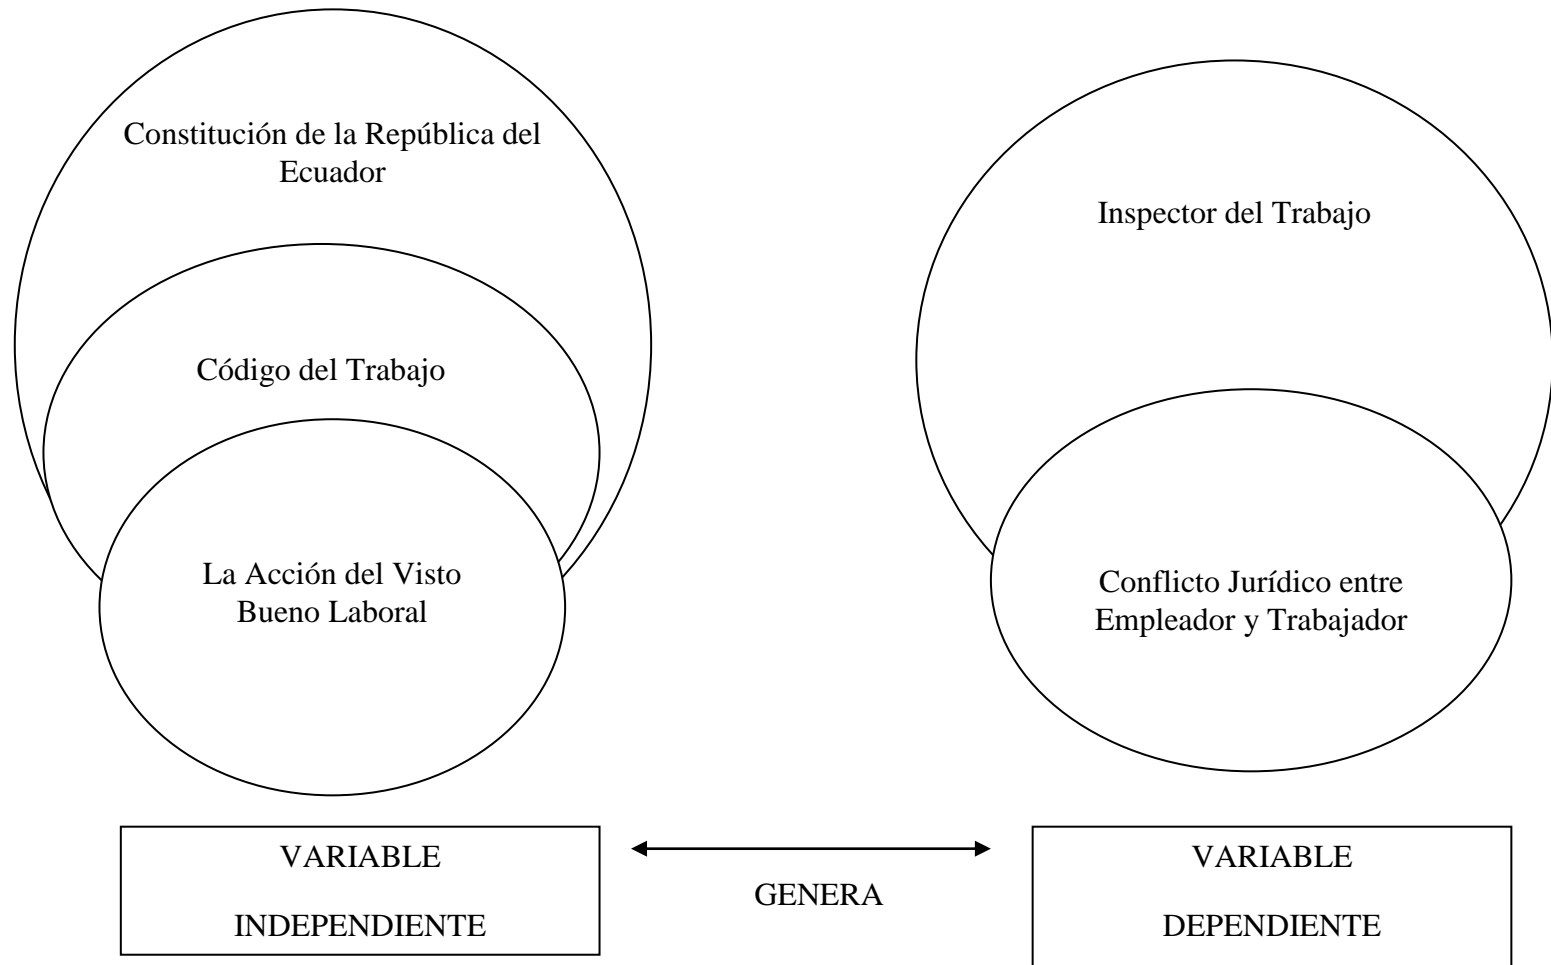 Constitución de la República del
Ecuador
Código del Trabajo
La Acción del Visto
Bueno Laboral
Inspector del Trabajo
Conflicto Jurídico entre
Empleador y Trabajador
VARIABLE
INDEPENDIENTE
GENERA
VARIABLE
DEPENDIENTE